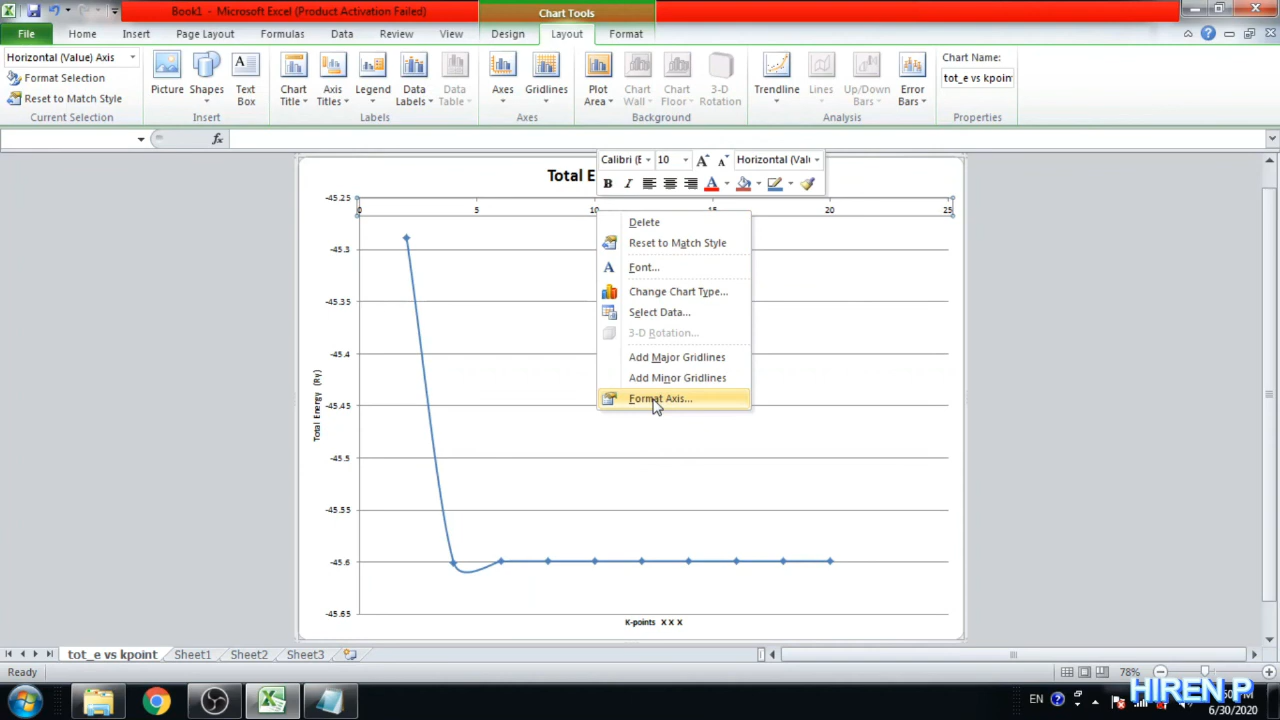 Book1 - Microsoft Excel (Product Activation Failed)
Chart Tools
File Home Insert Page Layout Formulas Data Review View Design Layout Format
Horizontal (Value) Axis
Format Selection
Reset to Match Style
Current Selection
Picture Shapes Text Box
Insert
Chart Title Axis Titles Legend Data Labels Data Table
Labels
Axes Gridlines
Axes
Plot Area Chart Wall Chart Floor 3-D Rotation
Background
Trendline Lines Up/Down Bars Error Bars
Analysis
Chart Name:
tot_e vs kpoint
Properties
fx
Calibri (E 10 A A Horizontal (Valu
B I A
Total E
-45.25
-45.3
-45.35
-45.4
-45.45
-45.5
-45.55
-45.6
-45.65
0 5 10 15 20 25
Total Energy (Ry)
K-points X X X
Delete
Reset to Match Style
Font...
Change Chart Type...
Select Data...
3-D Rotation...
Add Major Gridlines
Add Minor Gridlines
Format Axis...
tot_e vs kpoint Sheet1 Sheet2 Sheet3
Ready
78%
EN
HIREN P
6/30/2020